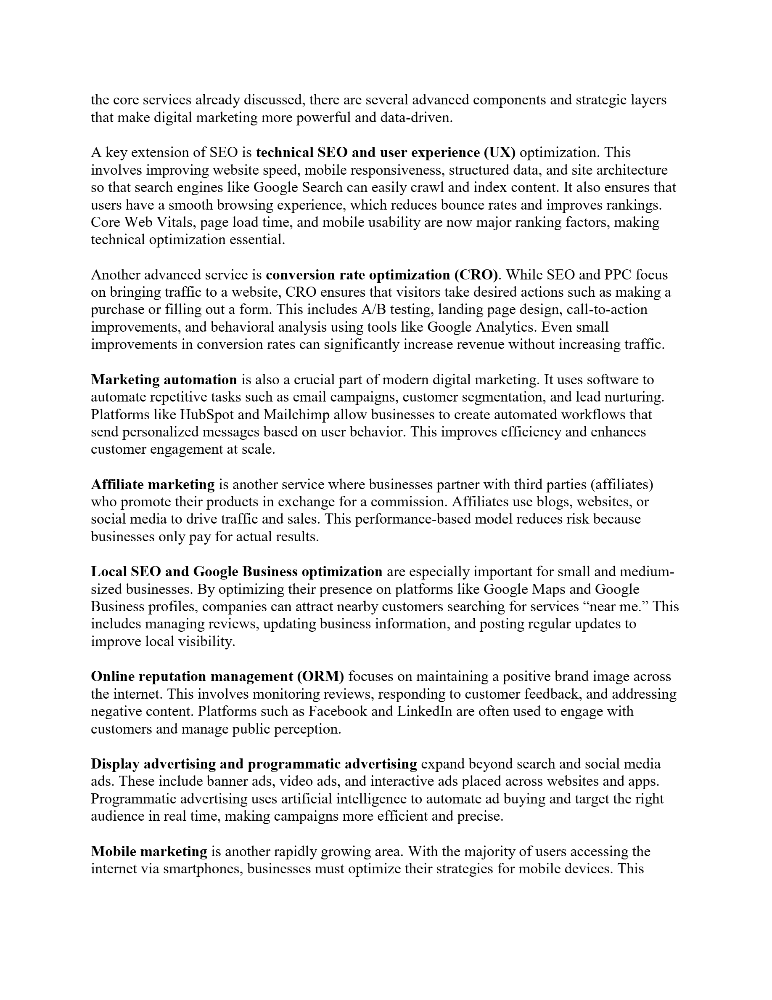 the core services already discussed, there are several advanced components and strategic layers
that make digital marketing more powerful and data-driven.
A key extension of SEO is technical SEO and user experience (UX) optimization. This
involves improving website speed, mobile responsiveness, structured data, and site architecture
so that search engines like Google Search can easily crawl and index content. It also ensures that
users have a smooth browsing experience, which reduces bounce rates and improves rankings.
Core Web Vitals, page load time, and mobile usability are now major ranking factors, making
technical optimization essential.
Another advanced service is conversion rate optimization (CRO). While SEO and PPC focus
on bringing traffic to a website, CRO ensures that visitors take desired actions such as making a
purchase or filling out a form. This includes A/B testing, landing page design, call-to-action
improvements, and behavioral analysis using tools like Google Analytics. Even small
improvements in conversion rates can significantly increase revenue without increasing traffic.
Marketing automation is also a crucial part of modern digital marketing. It uses software to
automate repetitive tasks such as email campaigns, customer segmentation, and lead nurturing.
Platforms like HubSpot and Mailchimp allow businesses to create automated workflows that
send personalized messages based on user behavior. This improves efficiency and enhances
customer engagement at scale.
Affiliate marketing is another service where businesses partner with third parties (affiliates)
who promote their products in exchange for a commission. Affiliates use blogs, websites, or
social media to drive traffic and sales. This performance-based model reduces risk because
businesses only pay for actual results.
Local SEO and Google Business optimization are especially important for small and medium-
sized businesses. By optimizing their presence on platforms like Google Maps and Google
Business profiles, companies can attract nearby customers searching for services “near me.” This
includes managing reviews, updating business information, and posting regular updates to
improve local visibility.
Online reputation management (ORM) focuses on maintaining a positive brand image across
the internet. This involves monitoring reviews, responding to customer feedback, and addressing
negative content. Platforms such as Facebook and LinkedIn are often used to engage with
customers and manage public perception.
Display advertising and programmatic advertising expand beyond search and social media
ads. These include banner ads, video ads, and interactive ads placed across websites and apps.
Programmatic advertising uses artificial intelligence to automate ad buying and target the right
audience in real time, making campaigns more efficient and precise.
Mobile marketing is another rapidly growing area. With the majority of users accessing the
internet via smartphones, businesses must optimize their strategies for mobile devices. This